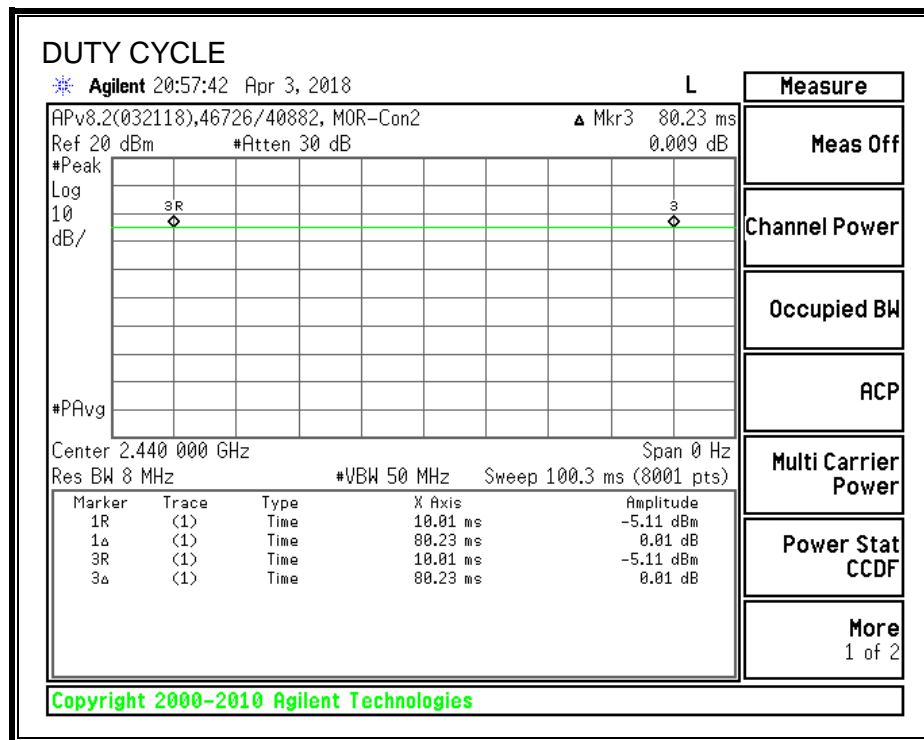 DUTY CYCLE
Agilent 20:57:42 Apr 3, 2018 L
APv8.2(032118),46726/40882, MOR-Con2 Δ Mkr3 80.23 ms
Ref 20 dBm #Atten 30 dB 0.009 dB
#Peak
Log
10
dB/
3R 3
#PAvg
Center 2.440 000 GHz Span 0 Hz
Res BW 8 MHz #VBW 50 MHz Sweep 100.3 ms (8001 pts)
Marker Trace Type X Axis Amplitude
1R (1) Time 10.01 ms -5.11 dBm
1Δ (1) Time 80.23 ms 0.01 dB
3R (1) Time 10.01 ms -5.11 dBm
3Δ (1) Time 80.23 ms 0.01 dB
Measure
Meas Off
Channel Power
Occupied BW
ACP
Multi Carrier
Power
Power Stat
CCDF
More
1 of 2
Copyright 2000-2010 Agilent Technologies